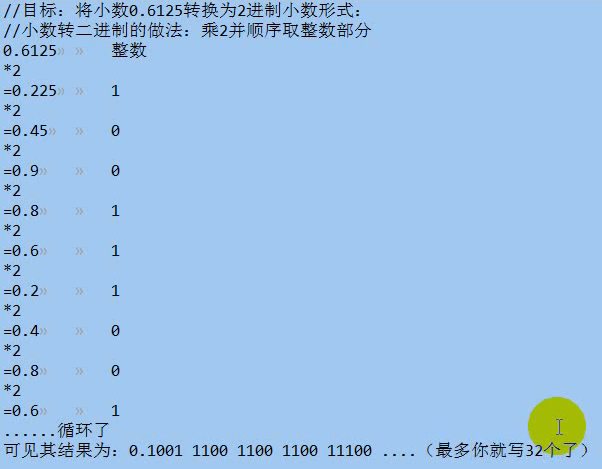 //目标：将小数0.6125转换为2进制小数形式：
//小数转二进制的做法：乘2并顺序取整数部分
0.6125» » 整数
*2
=0.225» » 1
*2
=0.45» » 0
*2
=0.9» » 0
*2
=0.8» » 1
*2
=0.6» » 1
*2
=0.2» » 1
*2
=0.4» » 0
*2
=0.8» » 0
*2
=0.6» » 1
......循环了
可见其结果为：0.1001 1100 1100 1100 11100 ....（最多你就写32个了）